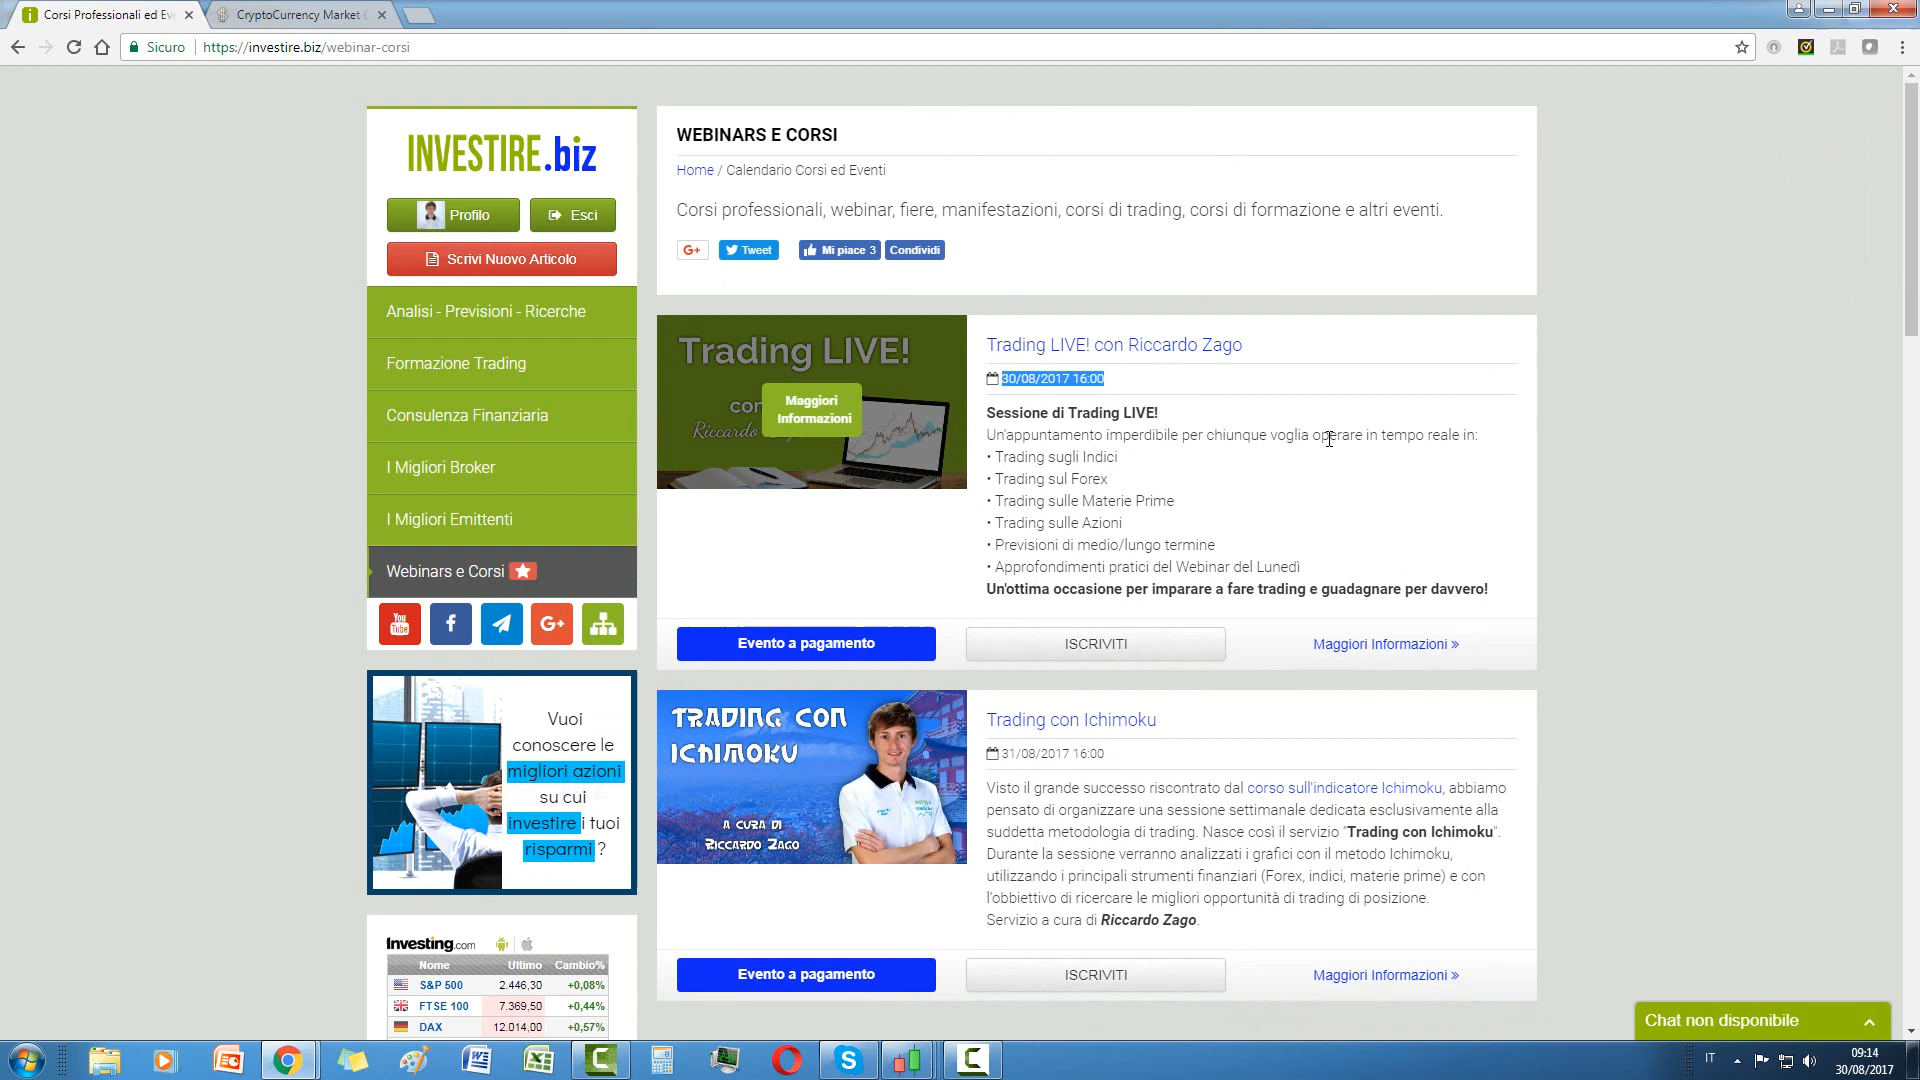 Corsi Professionali ed Ev
CryptoCurrency Market
Sicuro
https://investire.biz/webinar-corsi
INVESTIRE.biz
Profilo
Esci
Scrivi Nuovo Articolo
Analisi - Previsioni - Ricerche
Formazione Trading
Consulenza Finanziaria
I Migliori Broker
I Migliori Emittenti
Webinars e Corsi
You
Tube
f
G+
Vuoi
conoscere le
migliori azioni
su cui
investire i tuoi
risparmi ?
Investing.com
Nome Ultimo Cambio%
S&P 500 2.446,30 +0,08%
FTSE 100 7.369,50 +0,44%
DAX 12.014,00 +0,57%
WEBINARS E CORSI
Home / Calendario Corsi ed Eventi
Corsi professionali, webinar, fiere, manifestazioni, corsi di trading, corsi di formazione e altri eventi.
G+
Tweet
Mi piace 3
Condividi
Trading LIVE!
con
Riccardo
Maggiori
Informazioni
Trading LIVE! con Riccardo Zago
30/08/2017 16:00
Sessione di Trading LIVE!
Un'appuntamento imperdibile per chiunque voglia operare in tempo reale in:
• Trading sugli Indici
• Trading sul Forex
• Trading sulle Materie Prime
• Trading sulle Azioni
• Previsioni di medio/lungo termine
• Approfondimenti pratici del Webinar del Lunedì
Un'ottima occasione per imparare a fare trading e guadagnare per davvero!
Evento a pagamento
ISCRIVITI
Maggiori Informazioni »
TRADING CON
ICHIMOKU
A CURA DI
RICCARDO ZAGO
Trading con Ichimoku
31/08/2017 16:00
Visto il grande successo riscontrato dal corso sull'indicatore Ichimoku, abbiamo
pensato di organizzare una sessione settimanale dedicata esclusivamente alla
suddetta metodologia di trading. Nasce così il servizio "Trading con Ichimoku".
Durante la sessione verranno analizzati i grafici con il metodo Ichimoku,
utilizzando i principali strumenti finanziari (Forex, indici, materie prime) e con
l'obbiettivo di ricercare le migliori opportunità di trading di posizione.
Servizio a cura di Riccardo Zago.
Evento a pagamento
ISCRIVITI
Maggiori Informazioni »
Chat non disponibile
IT
09:14
30/08/2017